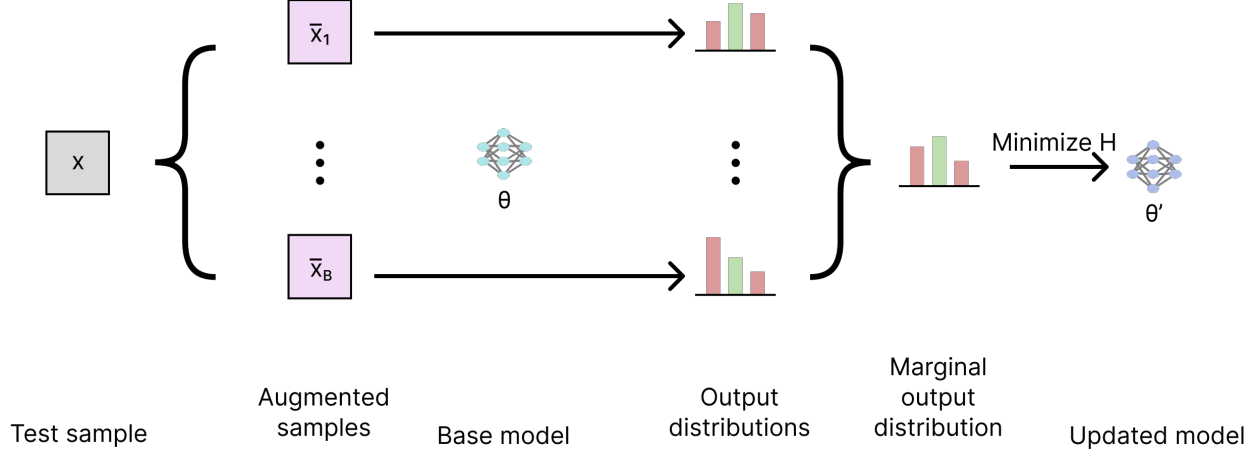 x̅₁
x
Minimize H
θ
θ’
x̅_B
Test sample
Augmented
samples
Base model
Output
distributions
Marginal
output
distribution
Updated model